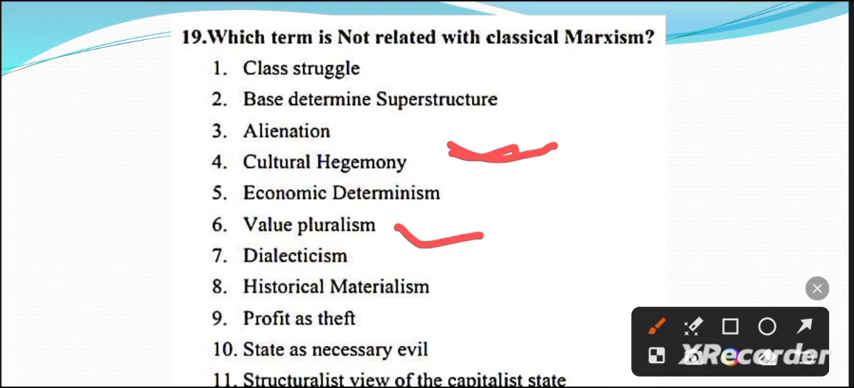 19.Which term is Not related with classical Marxism?
1. Class struggle
2. Base determine Superstructure
3. Alienation
4. Cultural Hegemony
5. Economic Determinism
6. Value pluralism
7. Dialecticism
8. Historical Materialism
9. Profit as theft
10. State as necessary evil
11. Structuralist view of the capitalist state
XRecorder